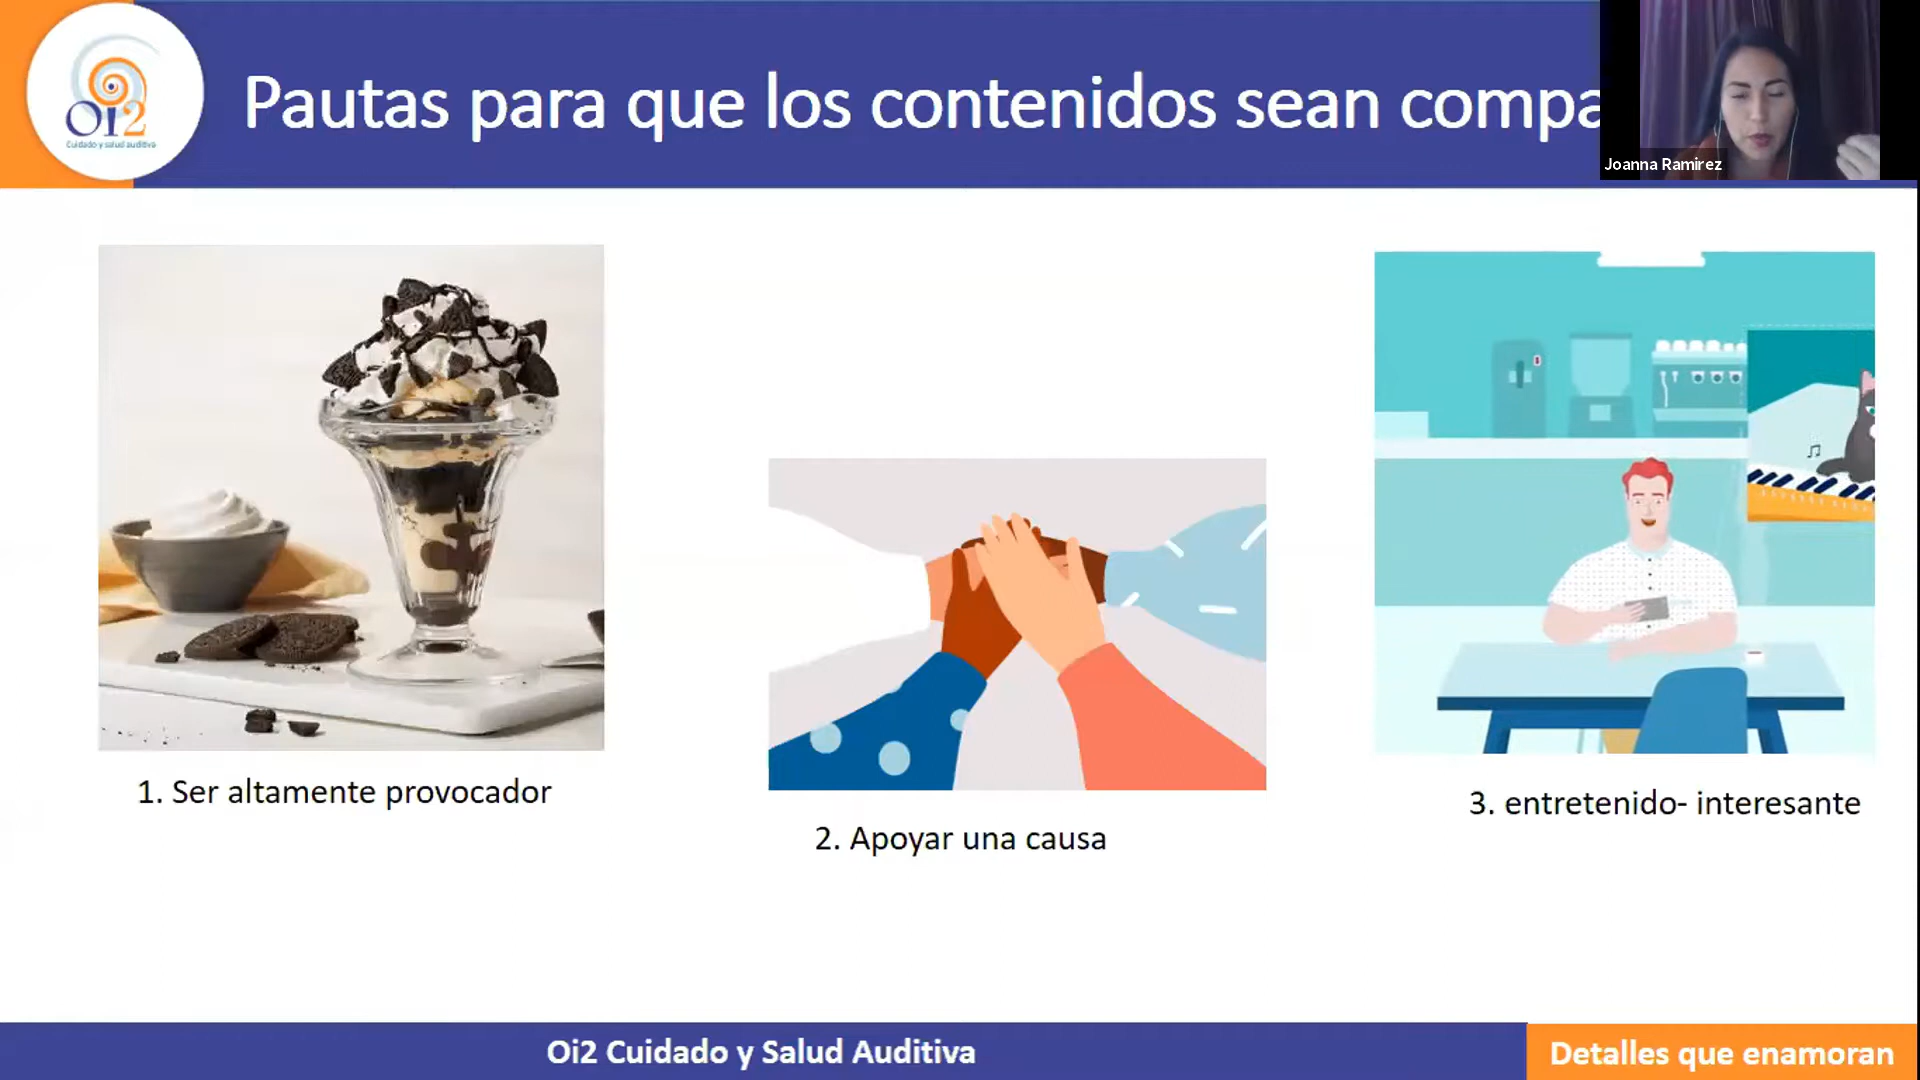 Oi2
Cuidado y salud auditiva
Pautas para que los contenidos sean compa
Joanna Ramirez
1. Ser altamente provocador
2. Apoyar una causa
3. entretenido- interesante
Oi2 Cuidado y Salud Auditiva
Detalles que enamoran